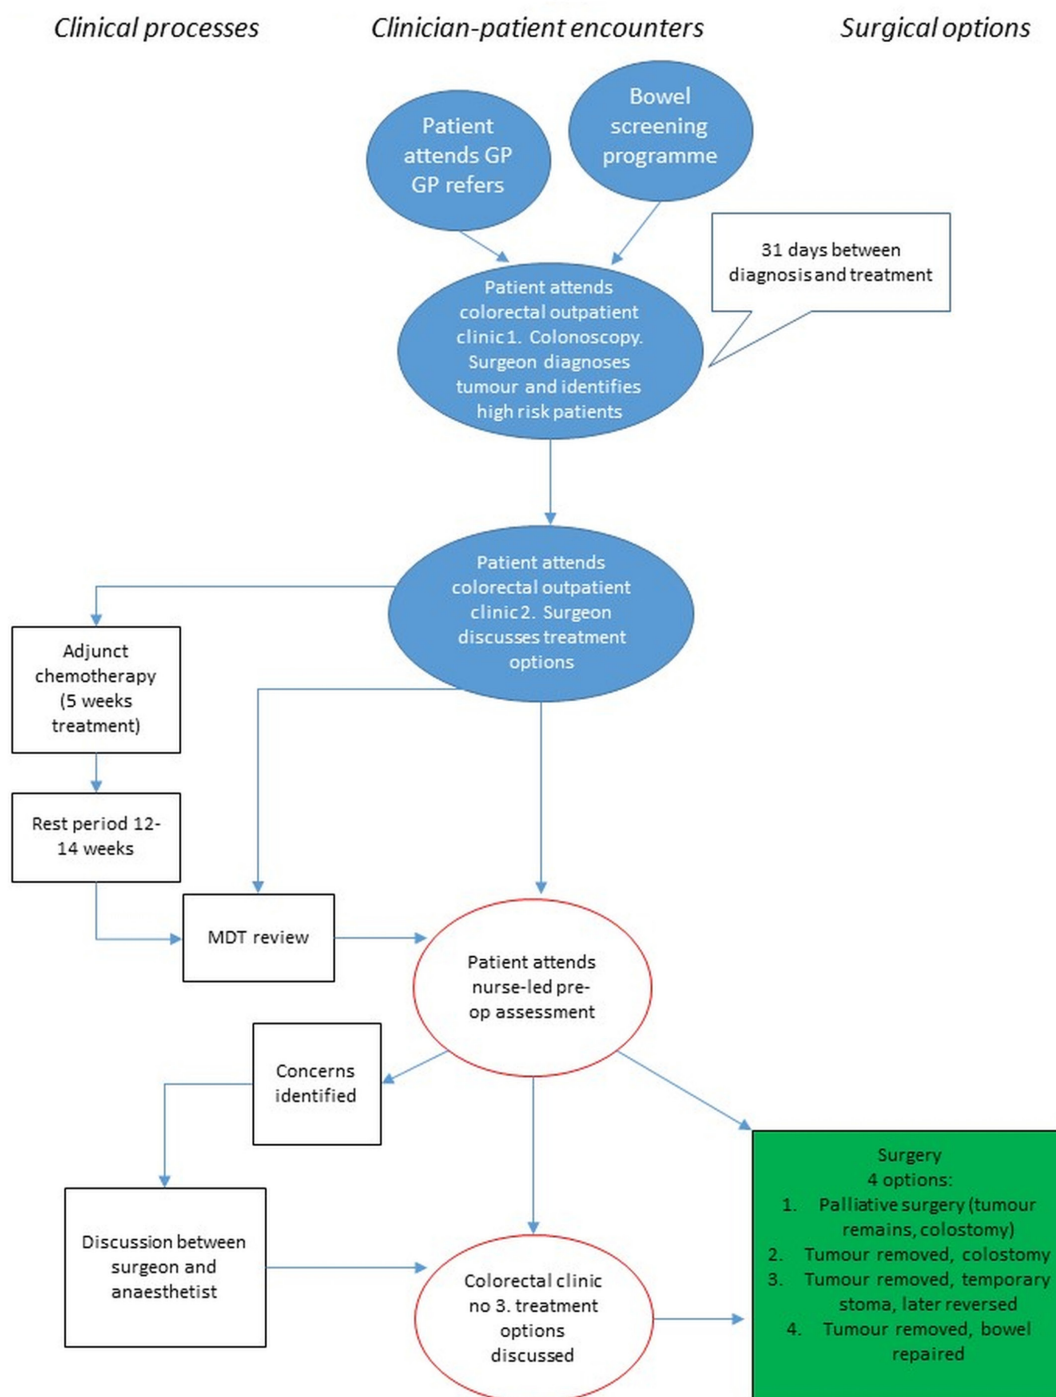 Clinical processes
Clinician-patient encounters
Surgical options
Patient
attends GP
GP refers
Bowel
screening
programme
31 days between
diagnosis and treatment
Patient attends
colorectal outpatient
clinic1. Colonoscopy.
Surgeon diagnoses
tumour and identifies
high risk patients
Patient attends
colorectal outpatient
clinic2. Surgeon
discusses treatment
options
Adjunct
chemotherapy
(5 weeks
treatment)
Rest period 12-
14 weeks
MDT review
Patient attends
nurse-led pre-
op assessment
Concerns
identified
Discussion between
surgeon and
anaesthetist
Colorectal clinic
no 3. treatment
options
discussed
Surgery
4 options:
1. Palliative surgery (tumour
remains, colostomy)
2. Tumour removed, colostomy
3. Tumour removed, temporary
stoma, later reversed
4. Tumour removed, bowel
repaired